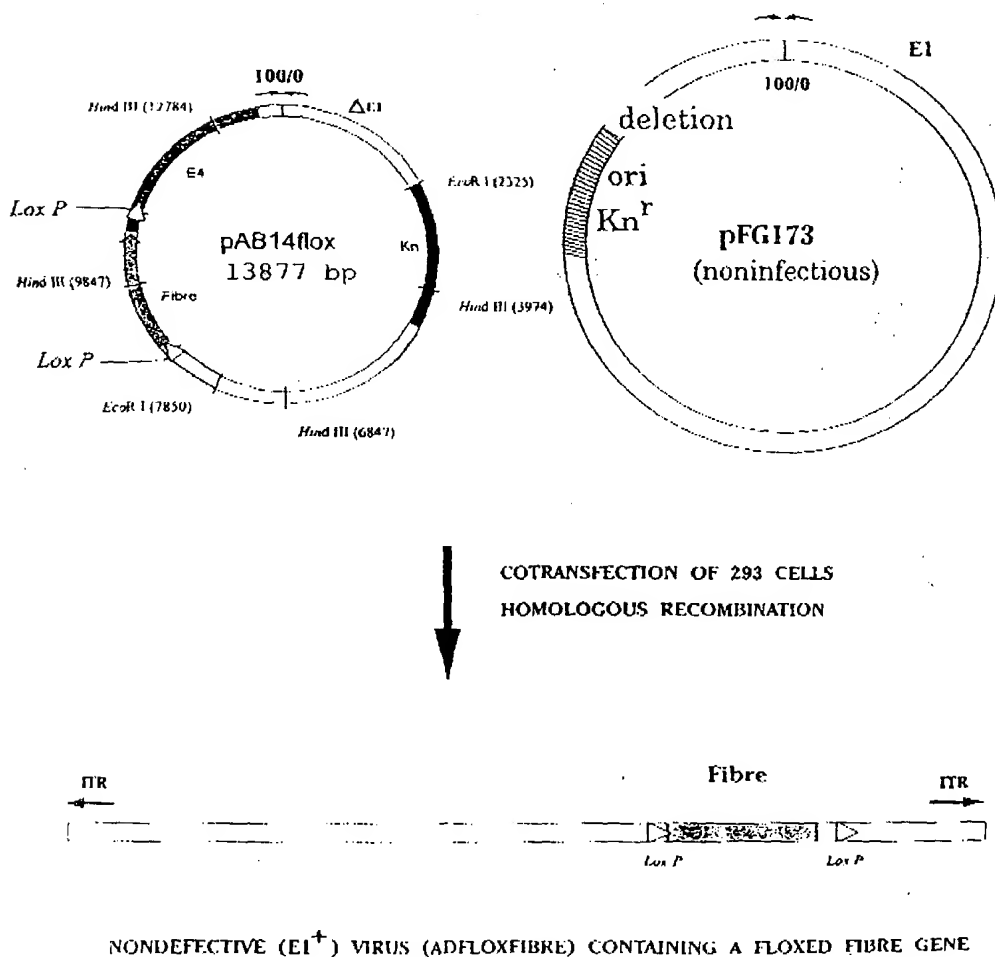 100/0
Hind III (12784)
△E1
E4
EcoR I (2325)
Lox P
pAB14flox
13877 bp
Kn
Hind III (9847)
Fibre
Hind III (3974)
Lox P
EcoR I (7850)
Hind III (6847)
E1
100/0
deletion
ori
Knʳ
pFG173
(noninfectious)
COTRANSFECTION OF 293 CELLS
HOMOLOGOUS RECOMBINATION
ITR
Fibre
ITR
Lox P
Lox P
NONDEFECTIVE (E1⁺) VIRUS (ADFLOXFIBRE) CONTAINING A FLOXED FIBRE GENE